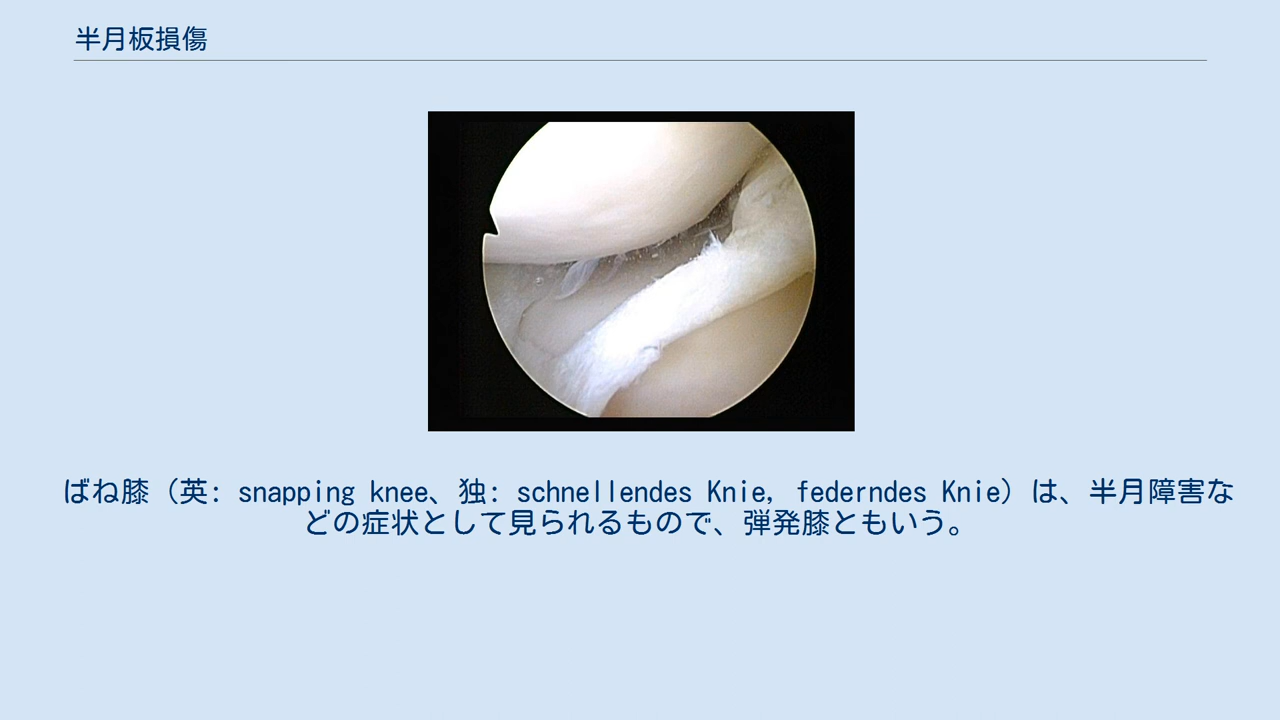 半月板損傷
ばね膝（英: snapping knee、独: schnellendes Knie, federndes Knie）は、半月障害な
どの症状として見られるもので、弾発膝ともいう。